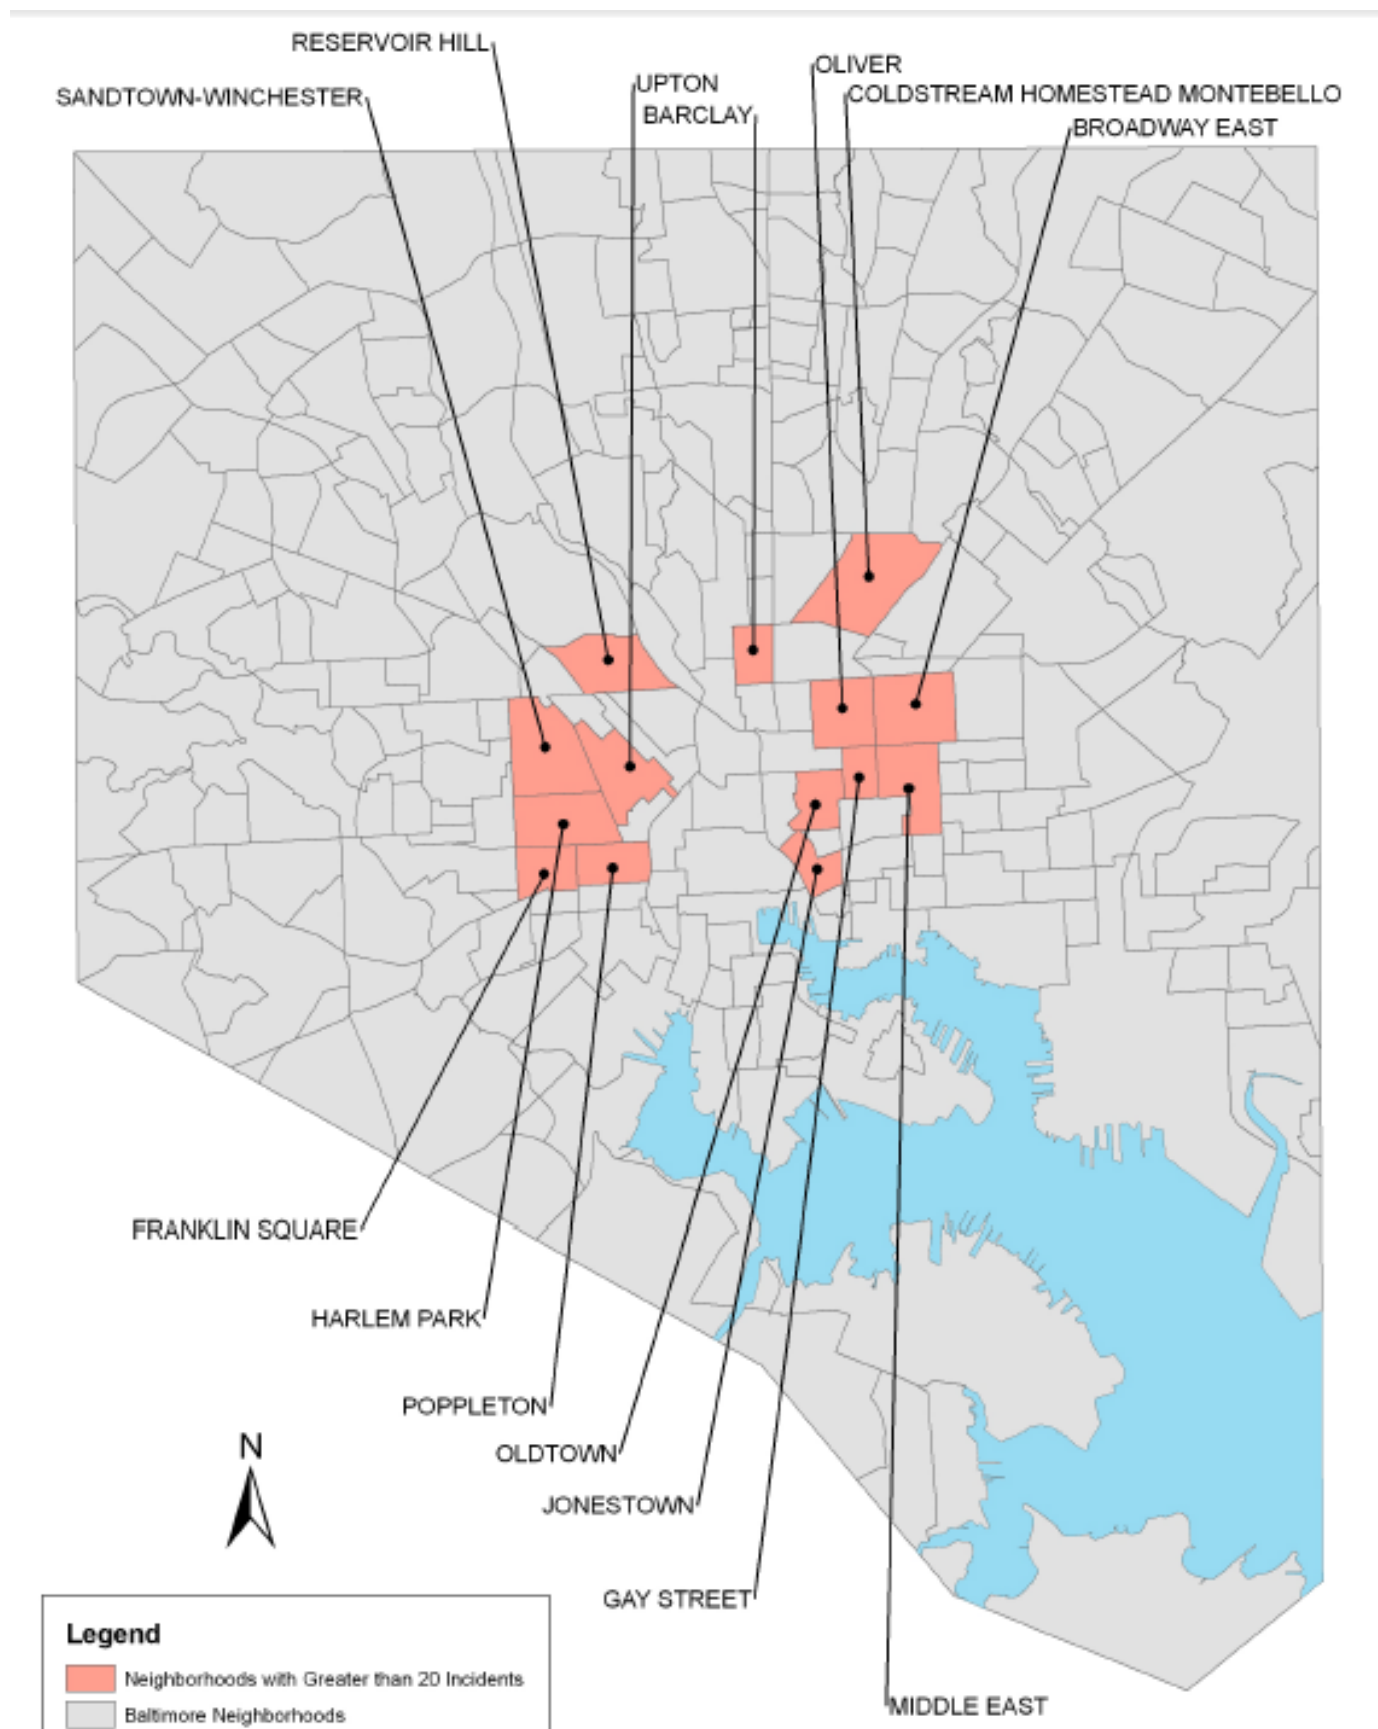 RESERVOIR HILL
OLIVER
UPTON
SANDTOWN-WINCHESTER
COLDSTREAM HOMESTEAD MONTEBELLO
BARCLAY
BROADWAY EAST
FRANKLIN SQUARE
HARLEM PARK
POPPLETON
N
OLDTOWN
JONESTOWN
GAY STREET
Legend
Neighborhoods with Greater than 20 Incidents
MIDDLE EAST
Baltimore Neighborhoods